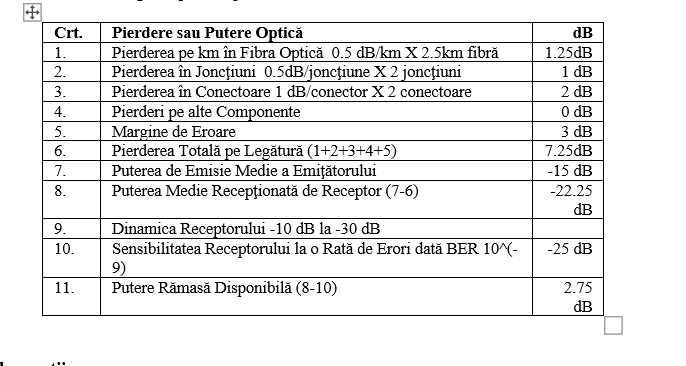 Crt. Pierdere sau Putere Optică dB
1. Pierderea pe km în Fibra Optică 0.5 dB/km X 2.5km fibră 1.25dB
2. Pierderea în Joncţiuni 0.5dB/joncţiune X 2 joncţiuni 1 dB
3. Pierderea în Conectoare 1 dB/conector X 2 conectoare 2 dB
4. Pierderi pe alte Componente 0 dB
5. Margine de Eroare 3 dB
6. Pierderea Totală pe Legătură (1+2+3+4+5) 7.25dB
7. Puterea de Emisie Medie a Emiţătorului -15 dB
8. Puterea Medie Recepţionată de Receptor (7-6) -22.25
dB
9. Dinamica Receptorului -10 dB la -30 dB
10. Sensibilitatea Receptorului la o Rată de Erori dată BER 10^(- -25 dB
9)
11. Putere Rămasă Disponibilă (8-10) 2.75
dB